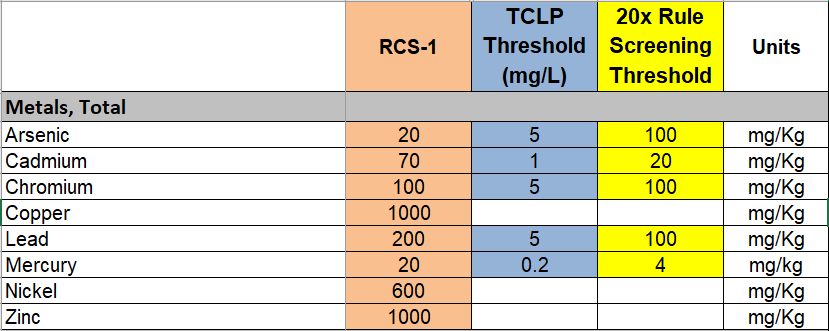 RCS-1 TCLP Threshold (mg/L) 20x Rule Screening Threshold Units
Metals, Total
Arsenic 20 5 100 mg/Kg
Cadmium 70 1 20 mg/Kg
Chromium 100 5 100 mg/Kg
Copper 1000 mg/Kg
Lead 200 5 100 mg/Kg
Mercury 20 0.2 4 mg/kg
Nickel 600 mg/Kg
Zinc 1000 mg/Kg